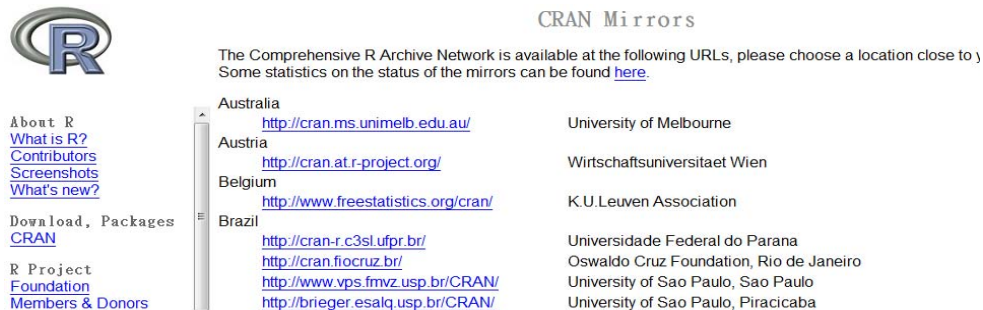 R
CRAN Mirrors
The Comprehensive R Archive Network is available at the following URLs, please choose a location close to
Some statistics on the status of the mirrors can be found here.
About R
What is R?
Contributors
Screenshots
What's new?
Download, Packages
CRAN
R Project
Foundation
Members & Donors
Australia
http://cran.ms.unimelb.edu.au/ University of Melbourne
Austria
http://cran.at.r-project.org/ Wirtschaftsuniversitaet Wien
Belgium
http://www.freestatistics.org/cran/ K.U.Leuven Association
Brazil
http://cran-r.c3sl.ufpr.br/ Universidade Federal do Parana
http://cran.fiocruz.br/ Oswaldo Cruz Foundation, Rio de Janeiro
http://www.vps.fmvz.usp.br/CRAN/ University of Sao Paulo, Sao Paulo
http://brieger.esalq.usp.br/CRAN/ University of Sao Paulo, Piracicaba